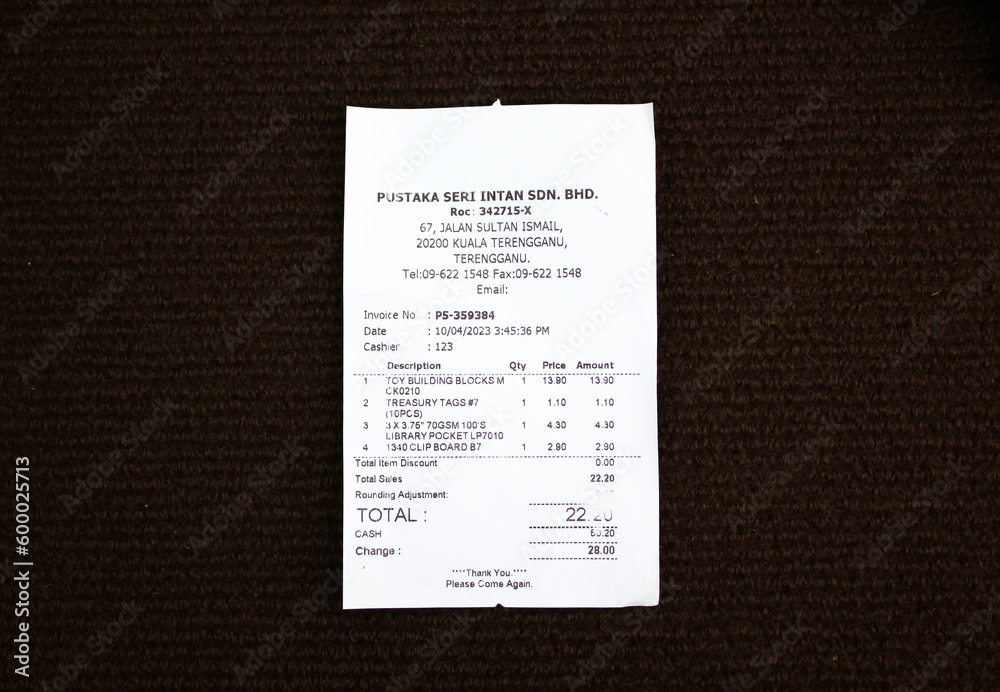 PUSTAKA SERI INTAN SDN. BHD.
Roc: 342715-X
67, JALAN SULTAN ISMAIL,
20200 KUALA TERENGGANU,
TERENGGANU.
Tel:09-622 1548 Fax:09-622 1548
Email:
Invoice No : P5-359384
Date : 10/04/2023 3:45:36 PM
Cashier : 123
Description Qty Price Amount
1 TOY BUILDING BLOCKS M 1 13.90 13.90
CK0210
2 TREASURY TAGS #7 1 1.10 1.10
(10PCS)
3 3 X 3.75" 70GSM 100'S 1 4.30 4.30
LIBRARY POCKET LP7010
4 1340 CLIP BOARD B7 1 2.90 2.90
Total Item Discount 0.00
Total Sales 22.20
Rounding Adjustment:
TOTAL : 22.20
CASH
Change : 28.00
****Thank You.****
Please Come Again.
Adobe Stock | #600025713